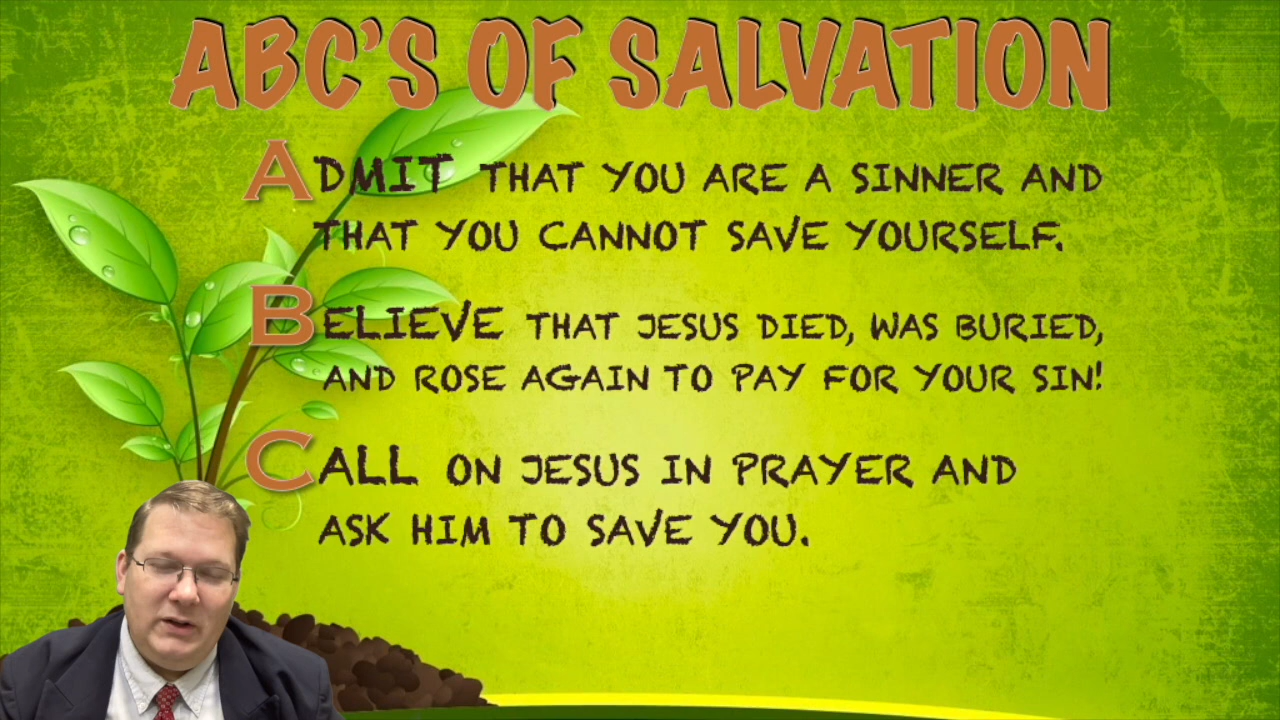 ABC'S OF SALVATION
ADMIT THAT YOU ARE A SINNER AND
THAT YOU CANNOT SAVE YOURSELF.
BELIEVE THAT JESUS DIED, WAS BURIED,
AND ROSE AGAIN TO PAY FOR YOUR SIN!
CALL ON JESUS IN PRAYER AND
ASK HIM TO SAVE YOU.